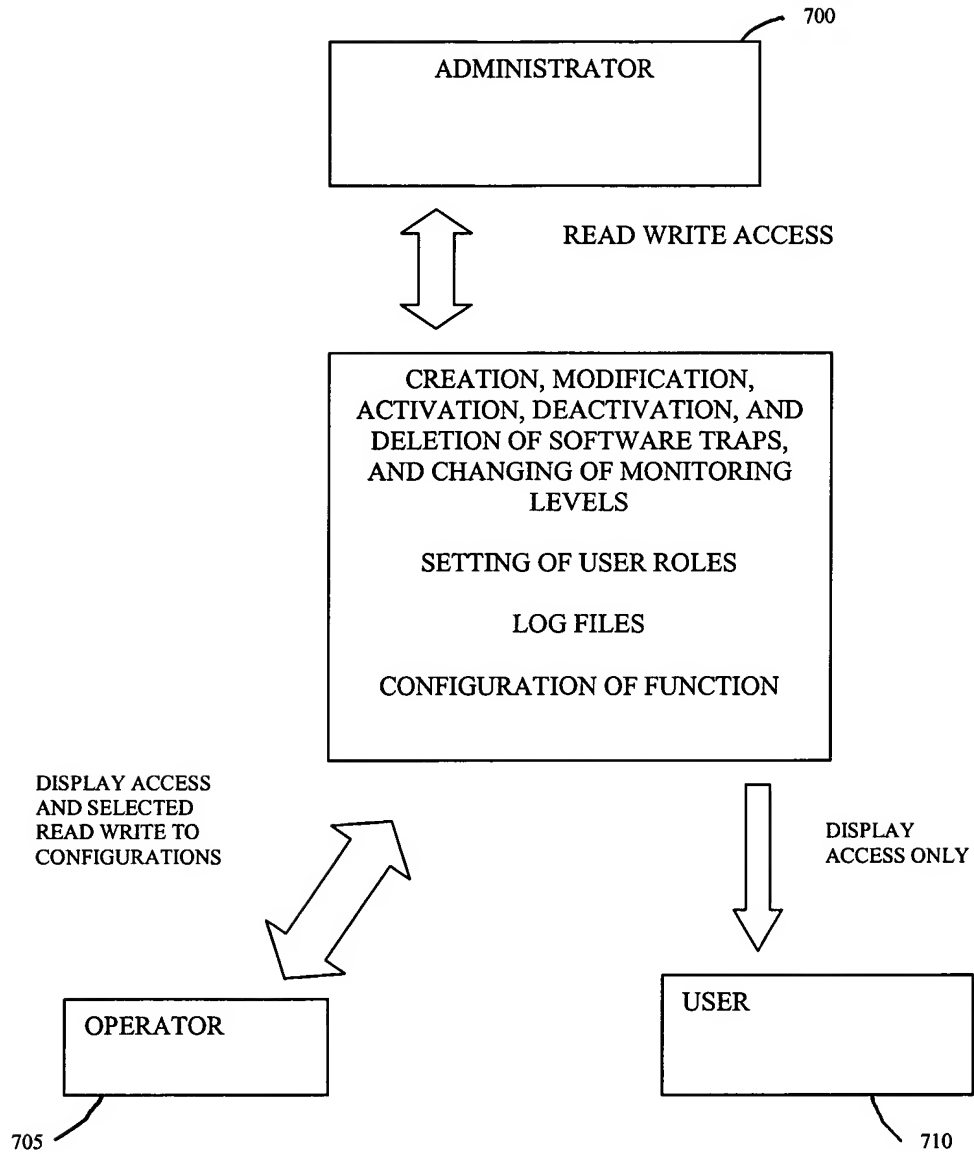 700
ADMINISTRATOR
READ WRITE ACCESS
CREATION, MODIFICATION,
ACTIVATION, DEACTIVATION, AND
DELETION OF SOFTWARE TRAPS,
AND CHANGING OF MONITORING
LEVELS
SETTING OF USER ROLES
LOG FILES
CONFIGURATION OF FUNCTION
DISPLAY ACCESS
AND SELECTED
READ WRITE TO
CONFIGURATIONS
DISPLAY
ACCESS ONLY
OPERATOR
USER
705
710